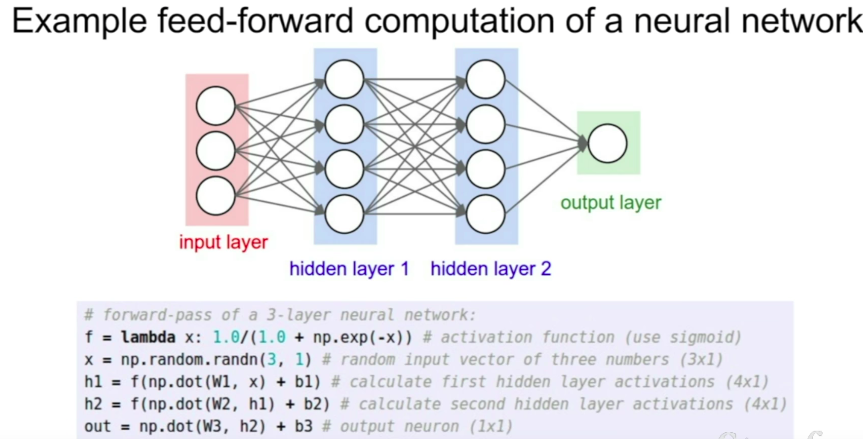 Example feed-forward computation of a neural network
input layer
hidden layer 1
hidden layer 2
output layer
# forward-pass of a 3-layer neural network:
f = lambda x: 1.0/(1.0 + np.exp(-x)) # activation function (use sigmoid)
x = np.random.randn(3, 1) # random input vector of three numbers (3x1)
h1 = f(np.dot(W1, x) + b1) # calculate first hidden layer activations (4x1)
h2 = f(np.dot(W2, h1) + b2) # calculate second hidden layer activations (4x1)
out = np.dot(W3, h2) + b3 # output neuron (1x1)